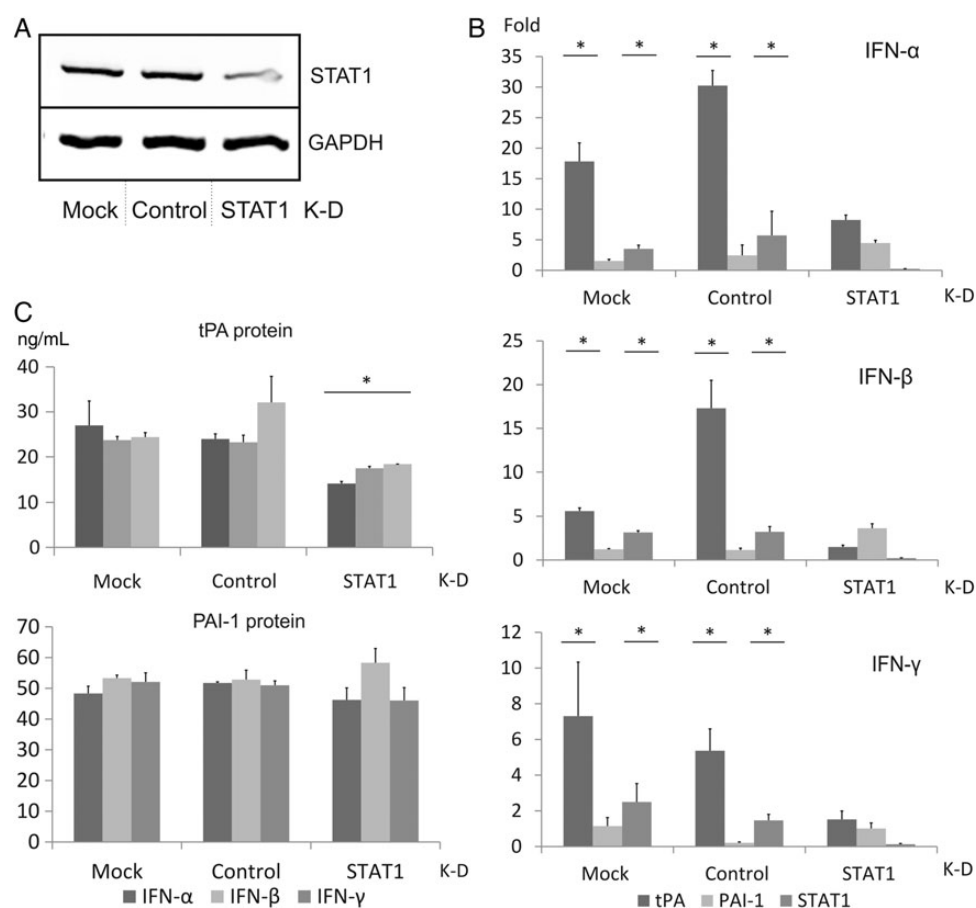 A
STAT1
GAPDH
Mock Control STAT1 K-D
B
Fold
IFN-α
* * * *
35
30
25
20
15
10
5
0
Mock Control STAT1 K-D
IFN-β
* * * *
25
20
15
10
5
0
Mock Control STAT1 K-D
IFN-γ
* * * *
12
10
8
6
4
2
0
Mock Control STAT1 K-D
tPA PAI-1 STAT1
C
tPA protein
ng/mL
*
40
30
20
10
0
Mock Control STAT1 K-D
PAI-1 protein
70
60
50
40
30
20
10
0
Mock Control STAT1 K-D
IFN-α IFN-β IFN-γ